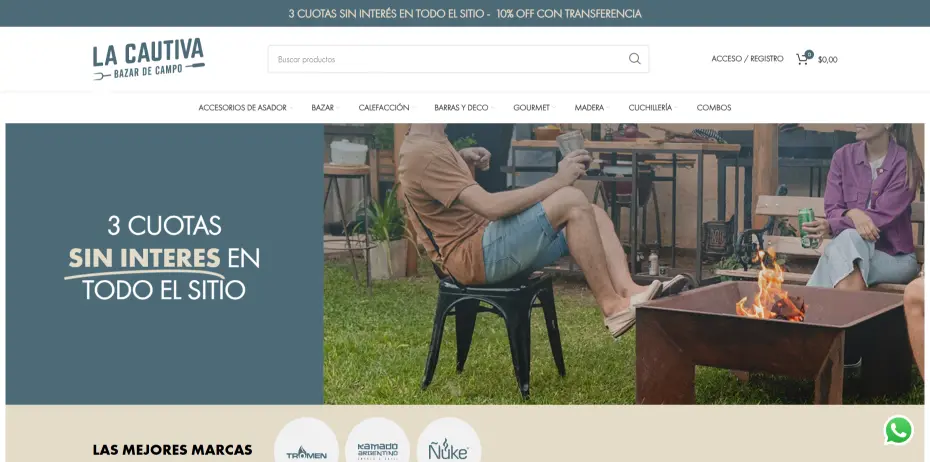 3 CUOTAS SIN INTERÉS EN TODO EL SITIO - 10% OFF CON TRANSFERENCIA
LA CAUTIVA
BAZAR DE CAMPO
Buscar productos
ACCESO / REGISTRO
0
$0,00
ACCESORIOS DE ASADOR
BAZAR
CALEFACCIÓN
BARRAS Y DECO
GOURMET
MADERA
CUCHILLERÍA
COMBOS
3 CUOTAS
SIN INTERES EN
TODO EL SITIO
LAS MEJORES MARCAS
TROMEN
KAMADO
ARGENTINO
Ñuke